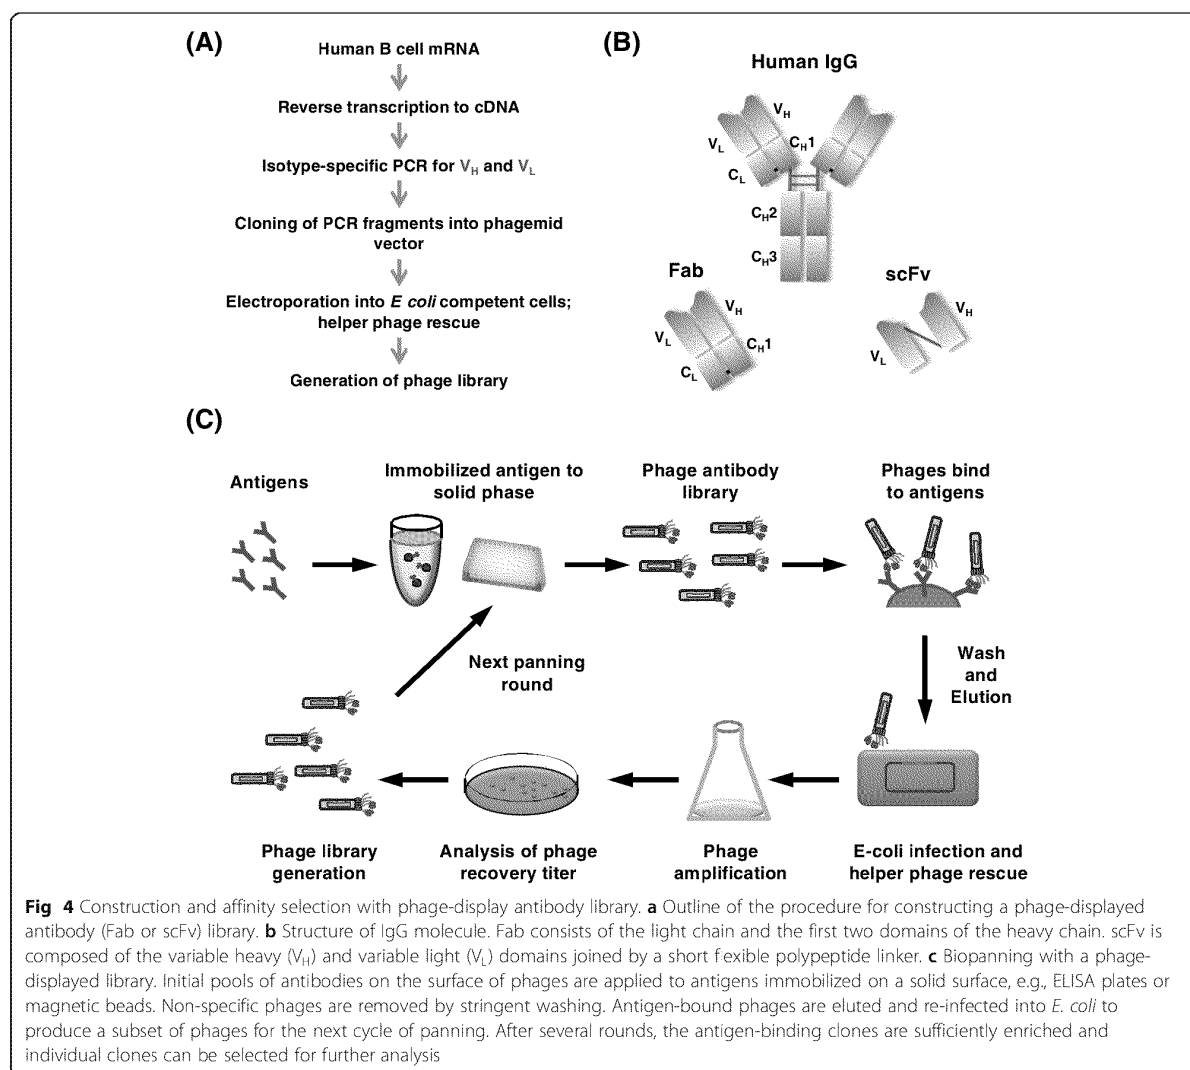 (A)
Human B cell mRNA
Reverse transcription to cDNA
Isotype-specific PCR for VH and VL
Cloning of PCR fragments into phagemid
vector
Electroporation into E coli competent cells;
helper phage rescue
Generation of phage library
(B)
Human IgG
VH
VL
CH1
CL
CH2
CH3
Fab
VH
VL
CH1
CL
scFv
VH
VL
(C)
Antigens
Immobilized antigen to
solid phase
Phage antibody
library
Phages bind
to antigens
Wash
and
Elution
Next panning
round
Phage library
generation
Analysis of phage
recovery titer
Phage
amplification
E-coli infection and
helper phage rescue
Fig 4 Construction and affinity selection with phage-display antibody library. a Outline of the procedure for constructing a phage-displayed
antibody (Fab or scFv) library. b Structure of IgG molecule. Fab consists of the light chain and the first two domains of the heavy chain. scFv is
composed of the variable heavy (VH) and variable light (VL) domains joined by a short flexible polypeptide linker. c Biopanning with a phage-
displayed library. Initial pools of antibodies on the surface of phages are applied to antigens immobilized on a solid surface, e.g., ELISA plates or
magnetic beads. Non-specific phages are removed by stringent washing. Antigen-bound phages are eluted and re-infected into E. coli to
produce a subset of phages for the next cycle of panning. After several rounds, the antigen-binding clones are sufficiently enriched and
individual clones can be selected for further analysis